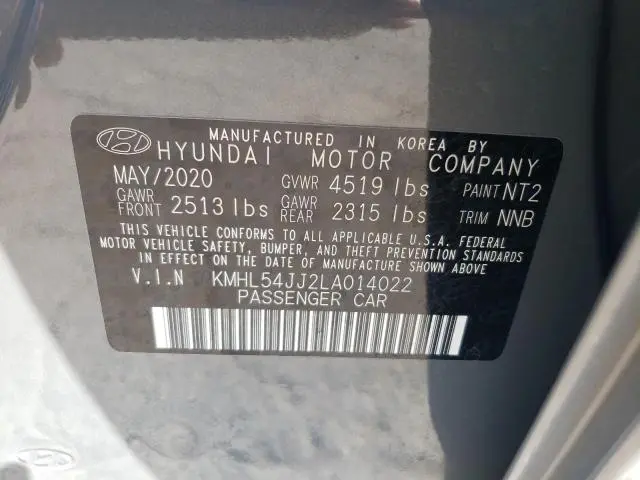 MANUFACTURED IN KOREA BY
HYUNDAI MOTOR COMPANY
MAY/2020 GVWR 4519 lbs PAINT NT2
GAWR FRONT 2513 lbs GAWR REAR 2315 lbs TRIM NNB
THIS VEHICLE CONFORMS TO ALL APPLICABLE U.S.A. FEDERAL
MOTOR VEHICLE SAFETY, BUMPER, AND THEFT PREVENTION STANDARDS
IN EFFECT ON THE DATE OF MANUFACTURE SHOWN ABOVE.
V.I.N KMHL54JJ2LA014022
PASSENGER CAR